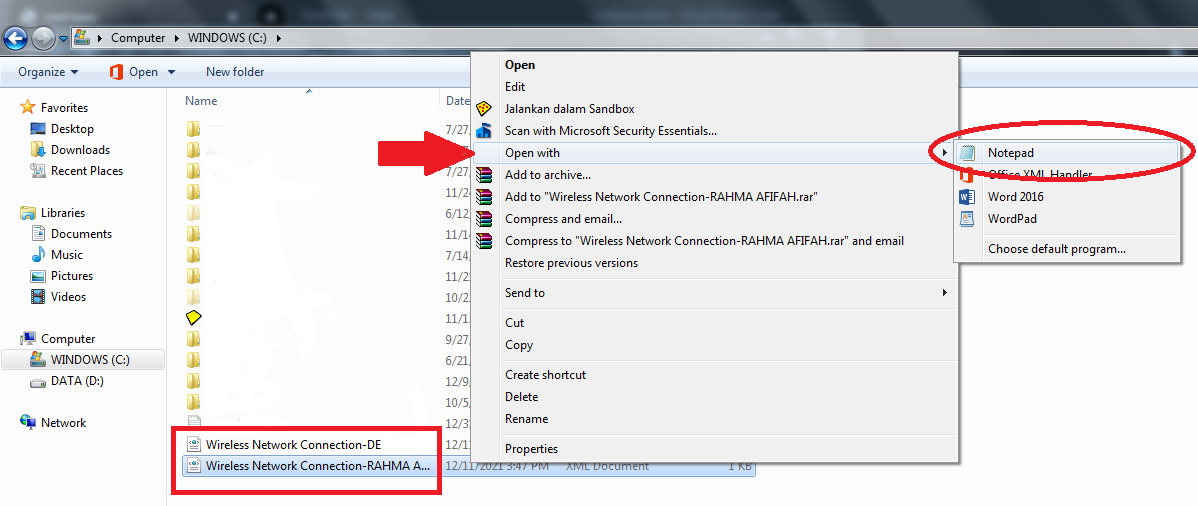 Computer WINDOWS (C:)
Organize Open New folder
Favorites
Desktop
Downloads
Recent Places
Libraries
Documents
Music
Pictures
Videos
Computer
WINDOWS (C:)
DATA (D:)
Network
Name
Date
7/27,
7/27,
11/24
6/12,
11/14
7/14,
11/2
10/2
11/1
9/27,
6/21,
12/9,
10/5,
12/3
Wireless Network Connection-DE 12/1
Wireless Network Connection-RAHMA A... 12/11/2021 3:47 PM XML Document 1 KB
Open
Edit
Jalankan dalam Sandbox
Scan with Microsoft Security Essentials...
Open with
Add to archive...
Add to "Wireless Network Connection-RAHMA AFIFAH.rar"
Compress and email...
Compress to "Wireless Network Connection-RAHMA AFIFAH.rar" and email
Restore previous versions
Send to
Cut
Copy
Create shortcut
Delete
Rename
Properties
Notepad
Office XML Handler
Word 2016
WordPad
Choose default program...